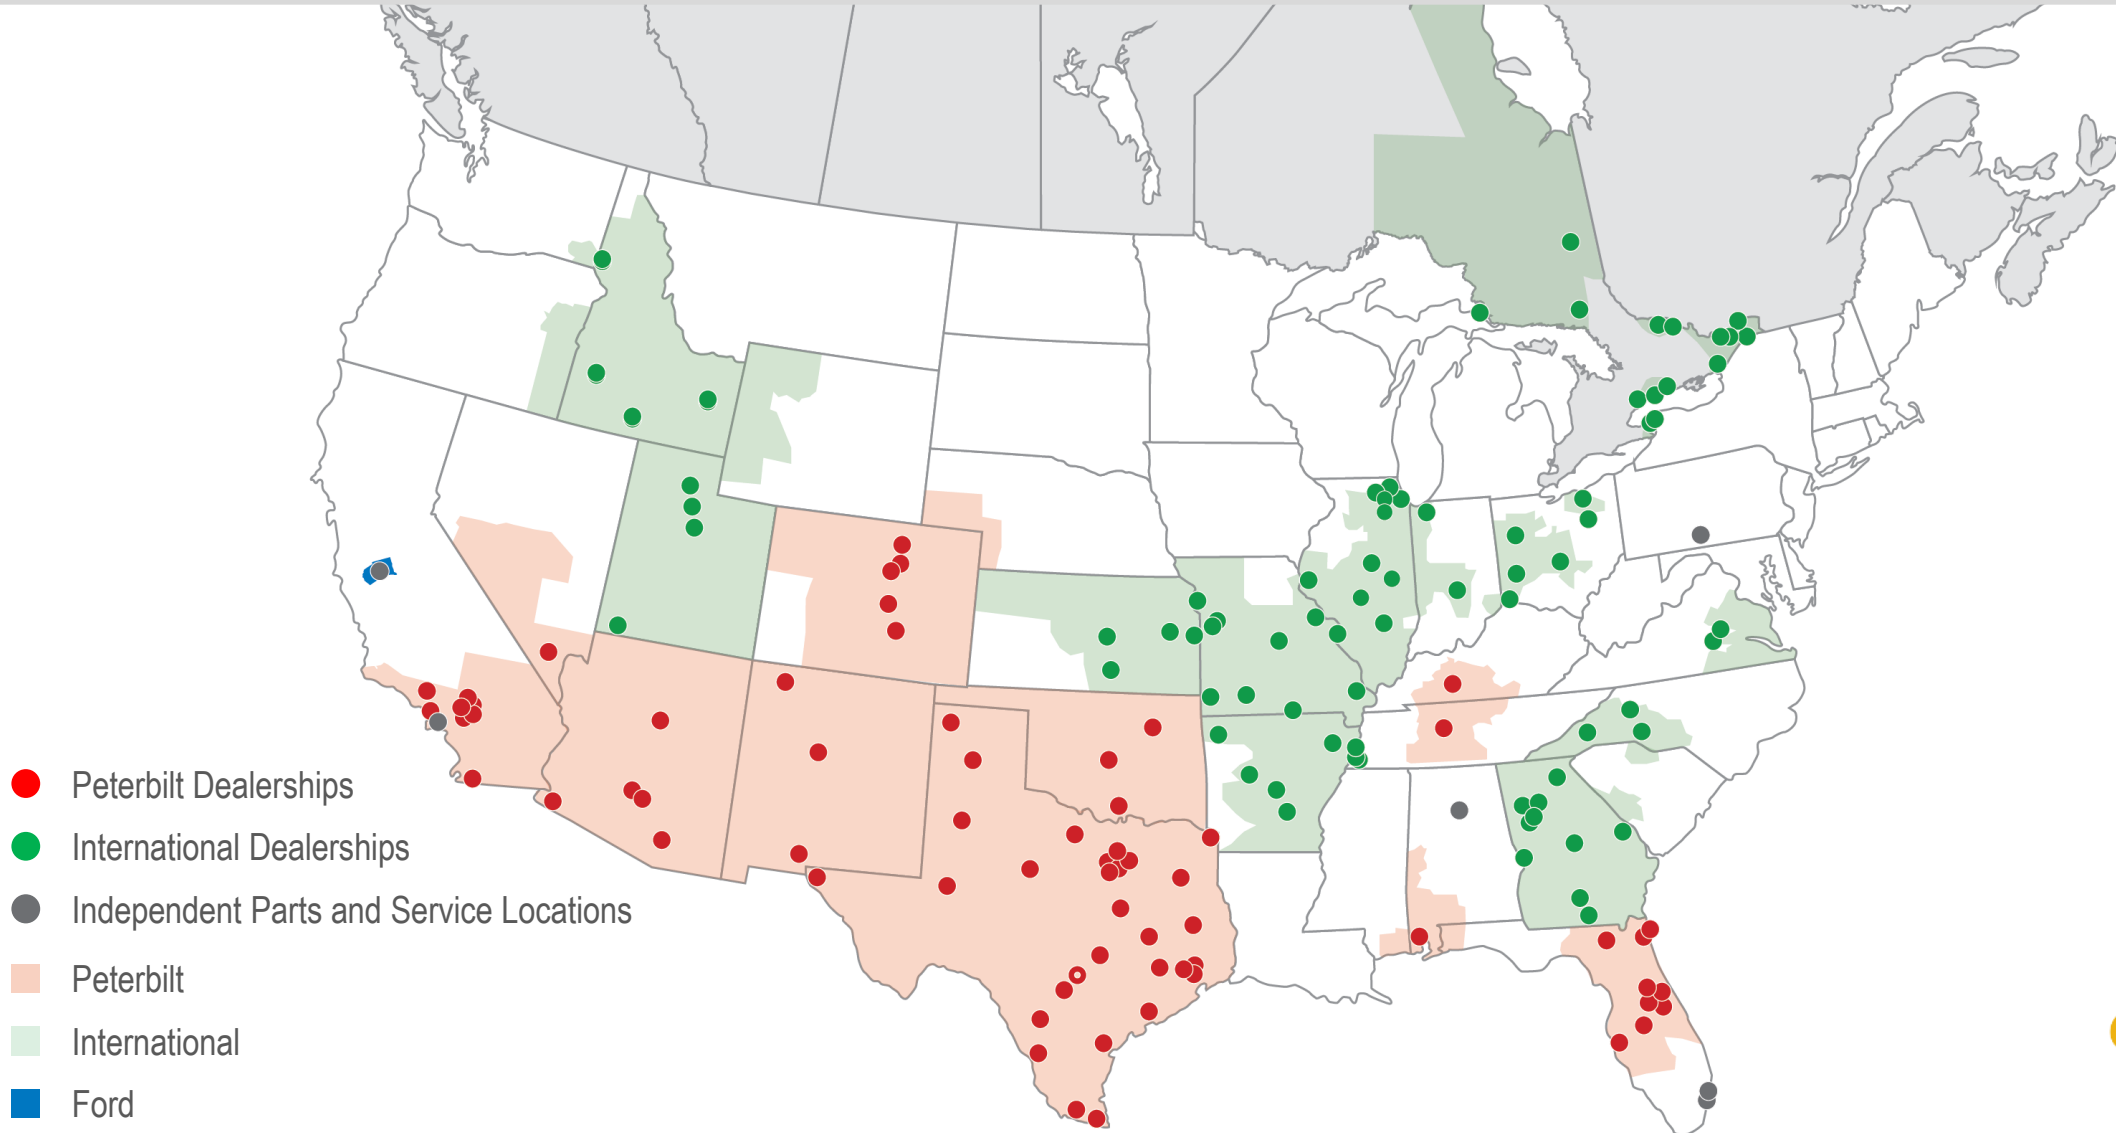 Peterbilt Dealerships
International Dealerships
Independent Parts and Service Locations
Peterbilt
International
Ford